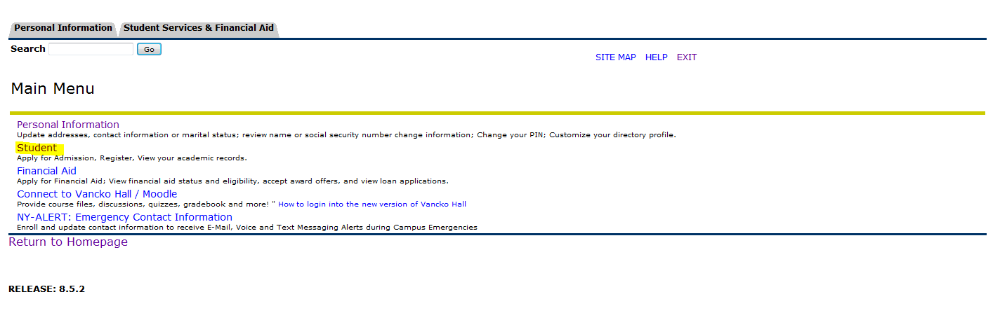 Personal Information Student Services & Financial Aid
Search Go
SITE MAP HELP EXIT
Main Menu
Personal Information
Update addresses, contact information or marital status; review name or social security number change information; Change your PIN; Customize your directory profile.
Student
Apply for Admission, Register, View your academic records.
Financial Aid
Apply for Financial Aid; View financial aid status and eligibility, accept award offers, and view loan applications.
Connect to Vancko Hall / Moodle
Provide course files, discussions, quizzes, gradebook and more! " How to login into the new version of Vancko Hall
NY-ALERT: Emergency Contact Information
Enroll and update contact information to receive E-Mail, Voice and Text Messaging Alerts during Campus Emergencies
Return to Homepage
RELEASE: 8.5.2